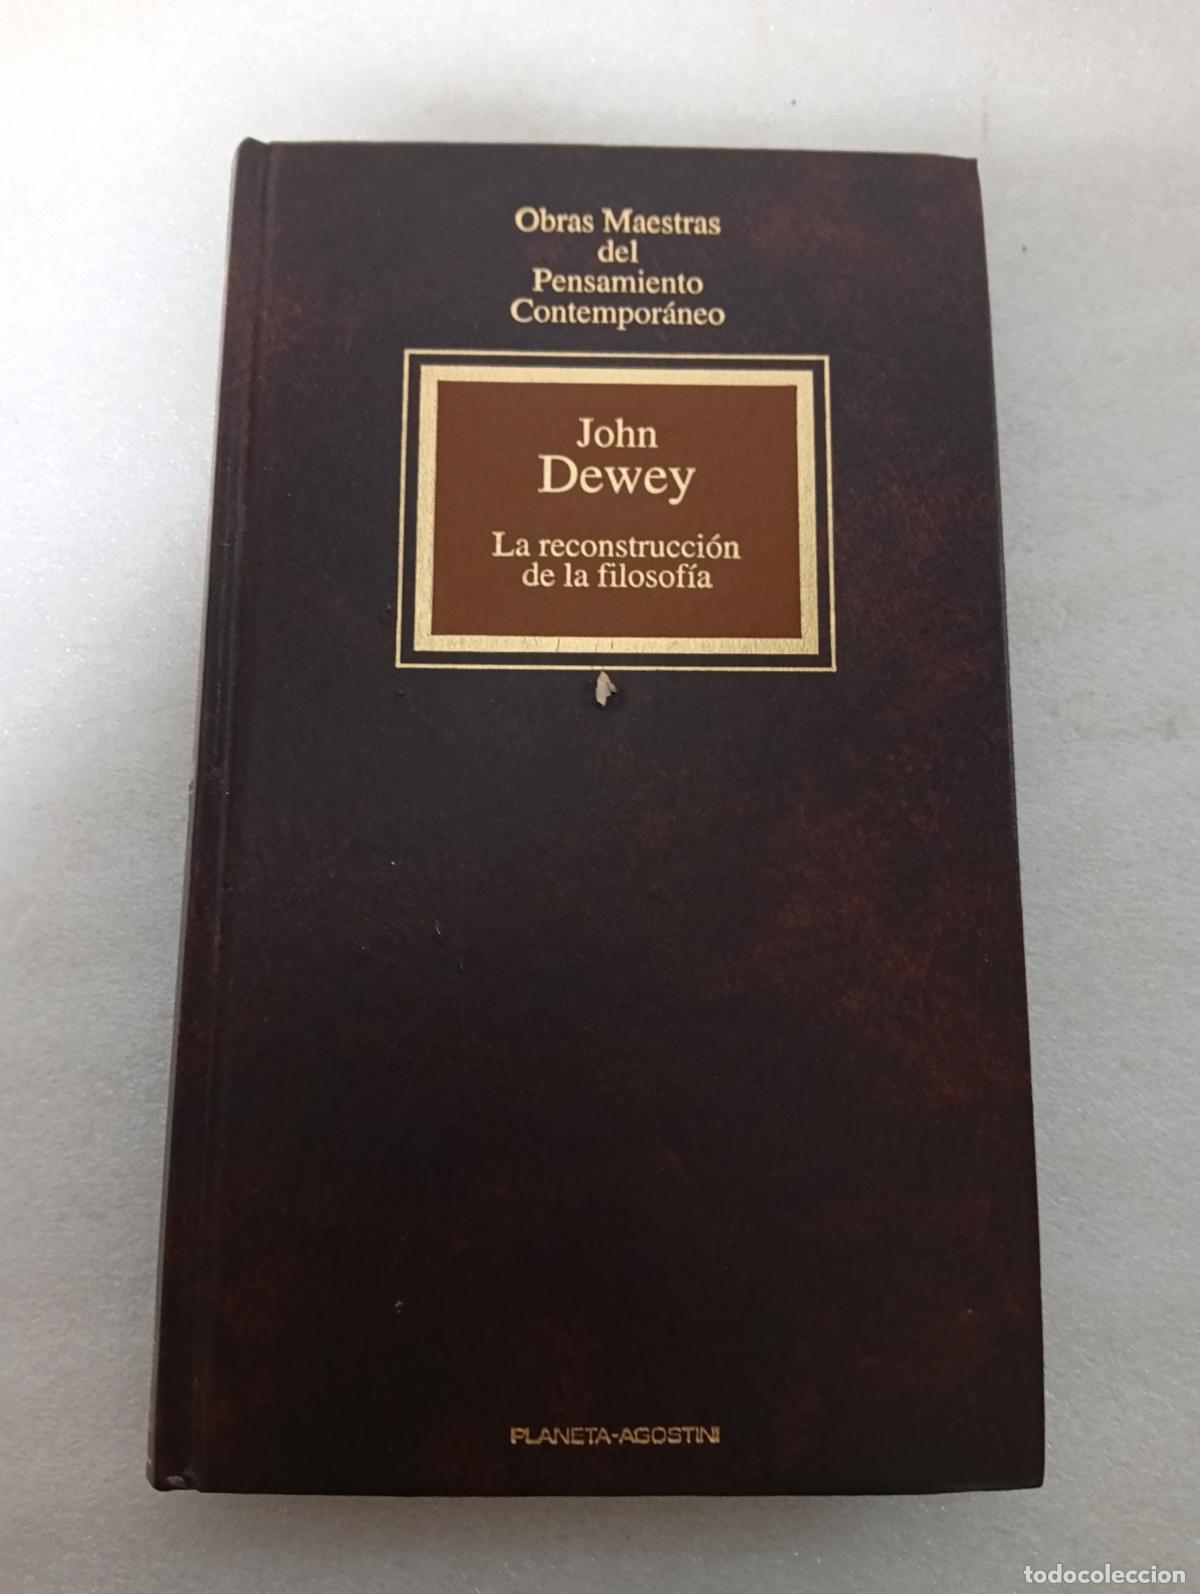 Obras Maestras
del
Pensamiento
Contemporáneo
John
Dewey
La reconstrucción
de la filosofía
PLANETA-AGOSTINI
todocoleccion